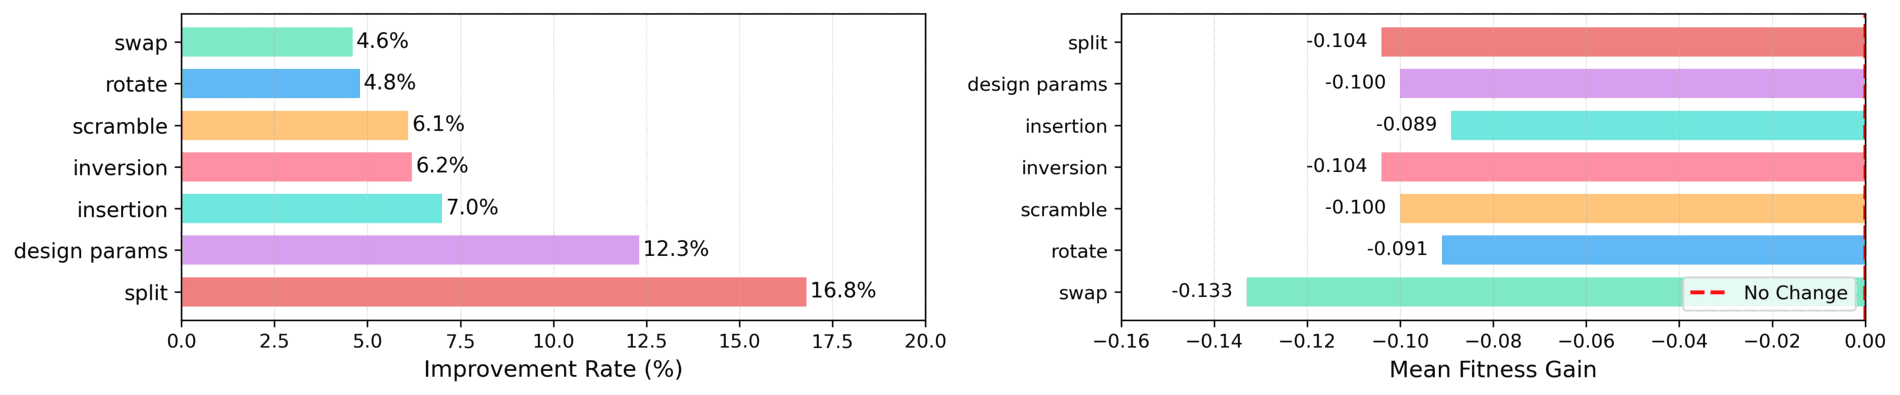 swap 4.6%
rotate 4.8%
scramble 6.1%
inversion 6.2%
insertion 7.0%
design params 12.3%
split 16.8%
0.0 2.5 5.0 7.5 10.0 12.5 15.0 17.5 20.0
Improvement Rate (%)
split -0.104
design params -0.100
insertion -0.089
inversion -0.104
scramble -0.100
rotate -0.091
swap -0.133
No Change
−0.16 −0.14 −0.12 −0.10 −0.08 −0.06 −0.04 −0.02 0.00
Mean Fitness Gain